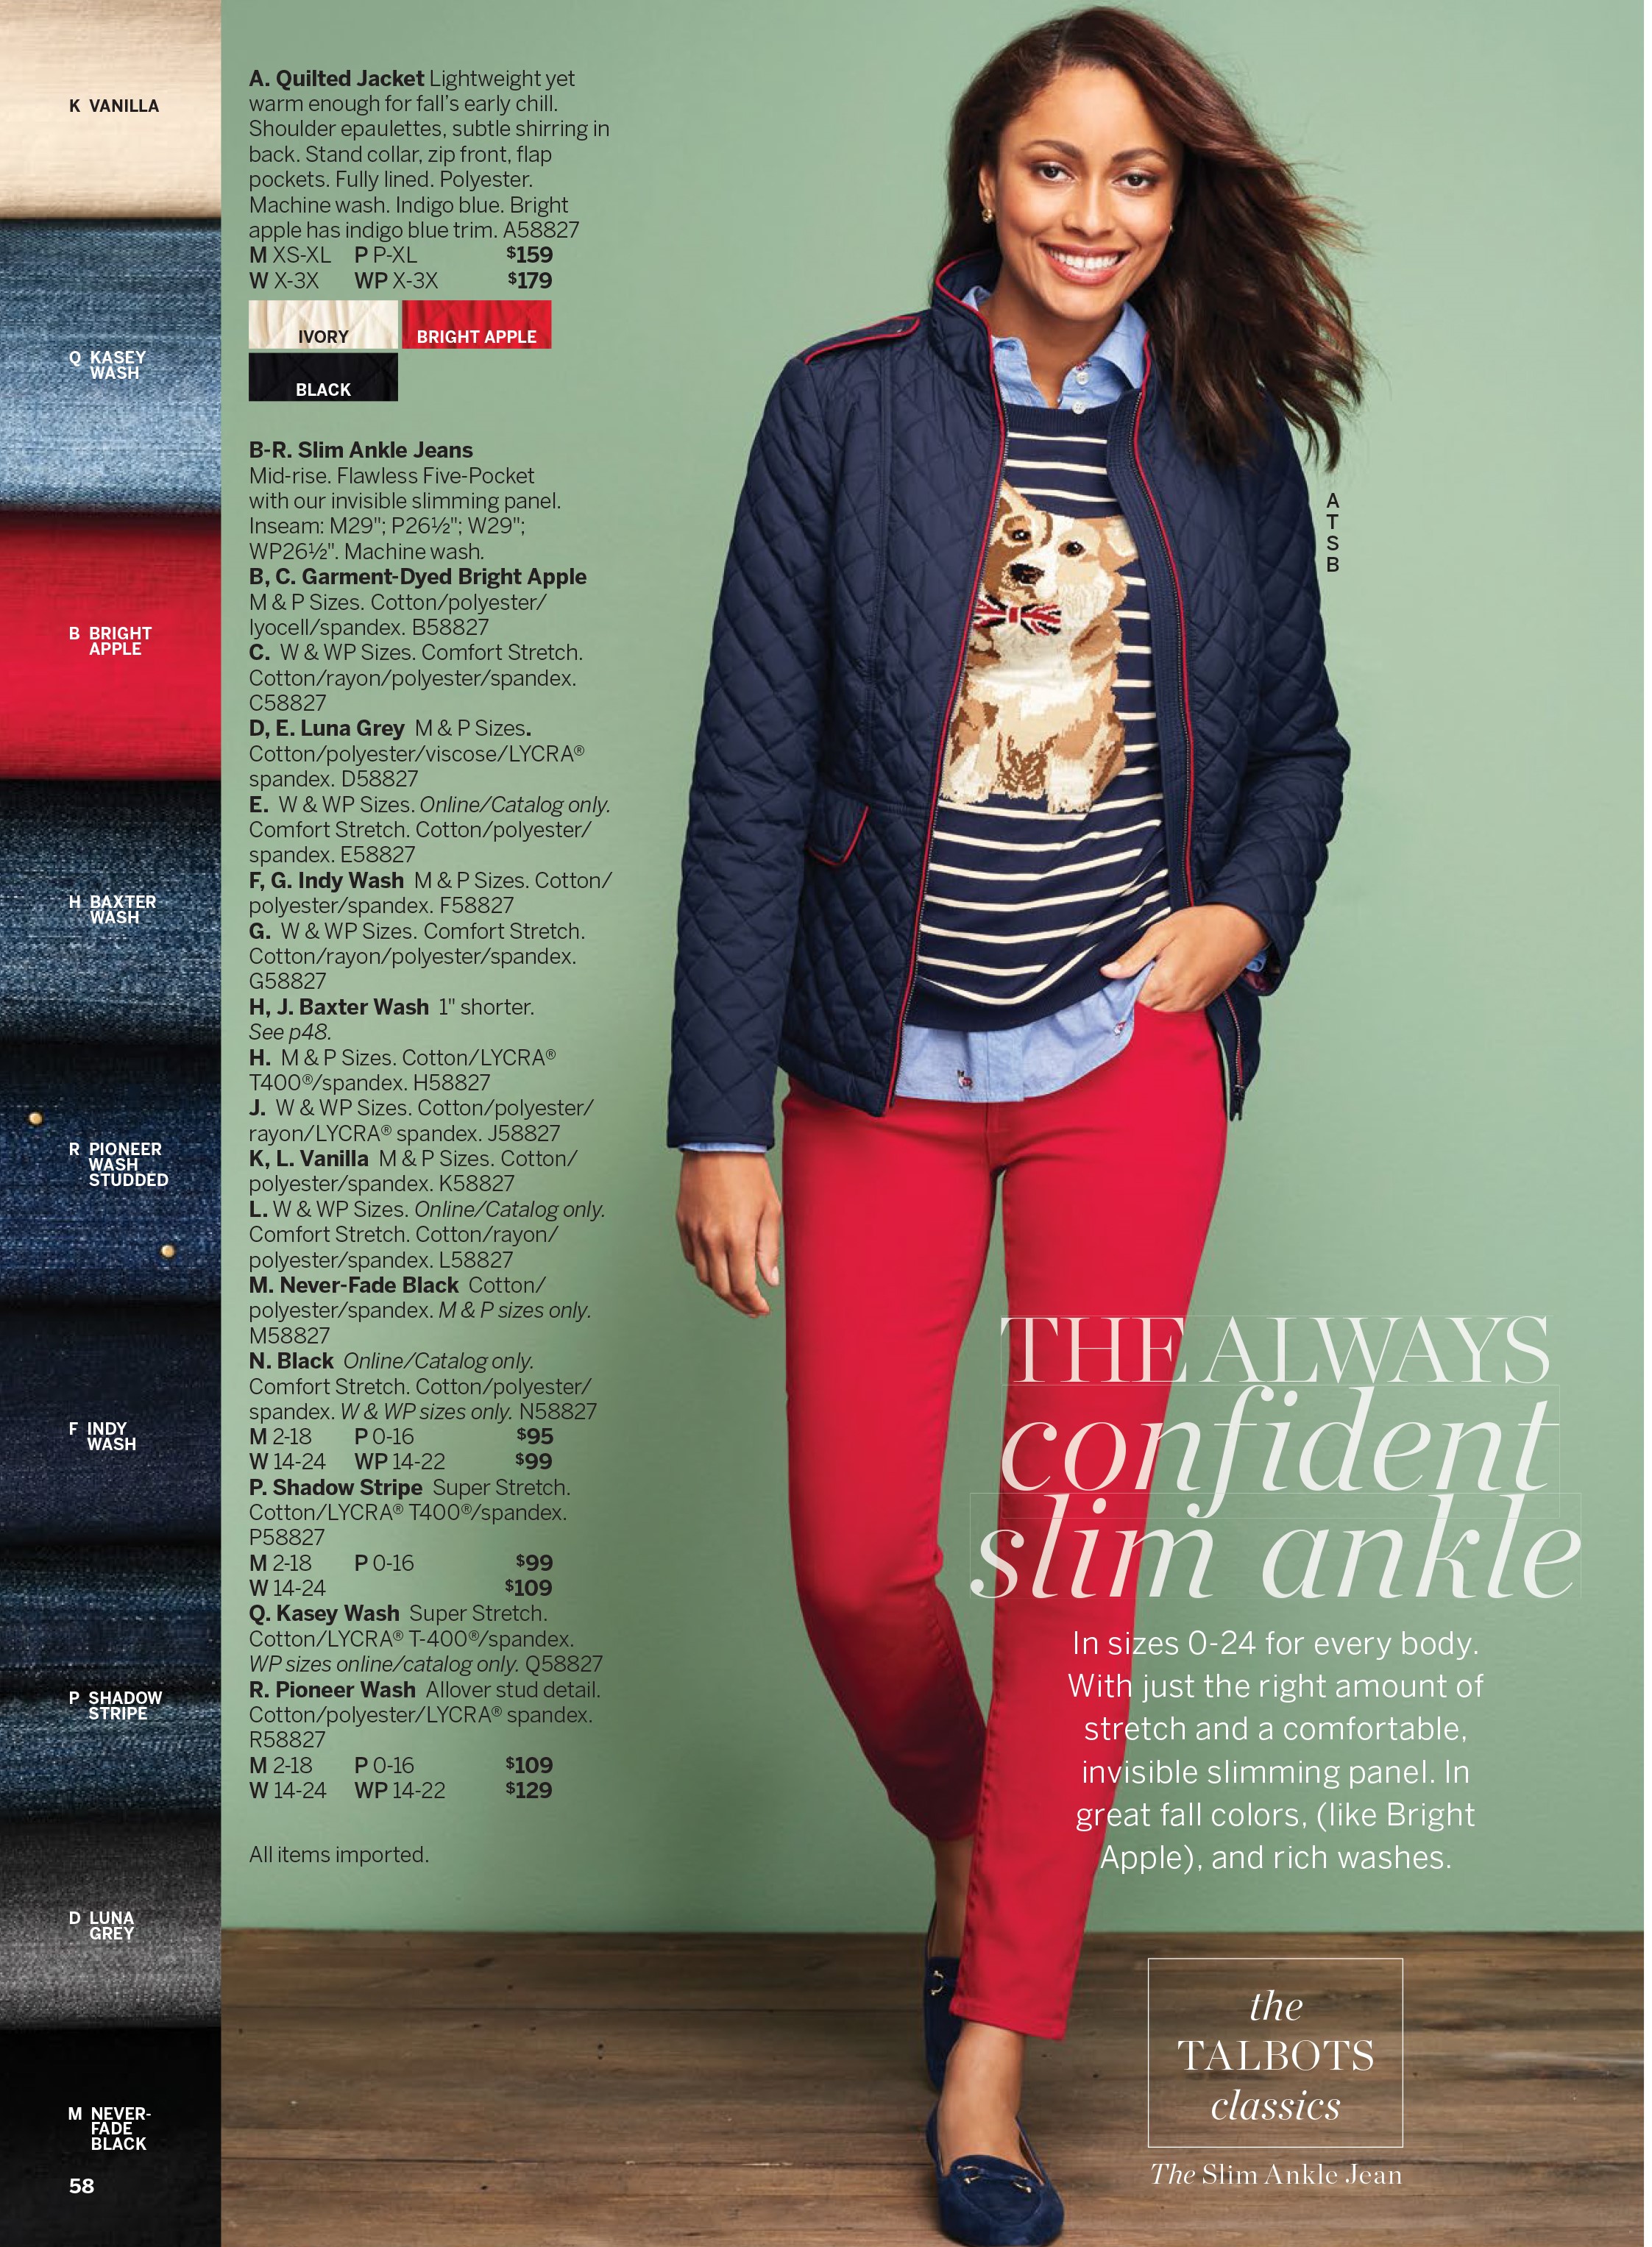 K VANILLA
Q KASEY
WASH
B BRIGHT
APPLE
H BAXTER
WASH
R PIONEER
WASH
STUDDED
F INDY
WASH
P SHADOW
STRIPE
D LUNA
GREY
M NEVER-
FADE
BLACK
58
A. Quilted Jacket Lightweight yet
warm enough for fall's early chill.
Shoulder epaulettes, subtle shirring in
back. Stand collar, zip front, flap
pockets. Fully lined. Polyester.
Machine wash. Indigo blue. Bright
apple has indigo blue trim. A58827
M XS-XL P P-XL $159
W X-3X WP X-3X $179
IVORY
BRIGHT APPLE
BLACK
B-R. Slim Ankle Jeans
Mid-rise. Flawless Five-Pocket
with our invisible slimming panel.
Inseam: M29"; P26½"; W29";
WP26½". Machine wash.
B, C. Garment-Dyed Bright Apple
M & P Sizes. Cotton/polyester/
lyocell/spandex. B58827
C. W & WP Sizes. Comfort Stretch.
Cotton/rayon/polyester/spandex.
C58827
D, E. Luna Grey M & P Sizes.
Cotton/polyester/viscose/LYCRA®
spandex. D58827
E. W & WP Sizes. Online/Catalog only.
Comfort Stretch. Cotton/polyester/
spandex. E58827
F, G. Indy Wash M & P Sizes. Cotton/
polyester/spandex. F58827
G. W & WP Sizes. Comfort Stretch.
Cotton/rayon/polyester/spandex.
G58827
H, J. Baxter Wash 1" shorter.
See p48.
H. M & P Sizes. Cotton/LYCRA®
T400®/spandex. H58827
J. W & WP Sizes. Cotton/polyester/
rayon/LYCRA® spandex. J58827
K, L. Vanilla M & P Sizes. Cotton/
polyester/spandex. K58827
L. W & WP Sizes. Online/Catalog only.
Comfort Stretch. Cotton/rayon/
polyester/spandex. L58827
M. Never-Fade Black Cotton/
polyester/spandex. M & P sizes only.
M58827
N. Black Online/Catalog only.
Comfort Stretch. Cotton/polyester/
spandex. W & WP sizes only. N58827
M 2-18 P 0-16 $95
W 14-24 WP 14-22 $99
P. Shadow Stripe Super Stretch.
Cotton/LYCRA® T400®/spandex.
P58827
M 2-18 P 0-16 $99
W 14-24 $109
Q. Kasey Wash Super Stretch.
Cotton/LYCRA® T-400®/spandex.
WP sizes online/catalog only. Q58827
R. Pioneer Wash Allover stud detail.
Cotton/polyester/LYCRA® spandex.
R58827
M 2-18 P 0-16 $109
W 14-24 WP 14-22 $129
All items imported.
A
T
S
B
THE ALWAYS
confident
slim ankle
In sizes 0-24 for every body.
With just the right amount of
stretch and a comfortable,
invisible slimming panel. In
great fall colors, (like Bright
Apple), and rich washes.
the
TALBOTS
classics
The Slim Ankle Jean